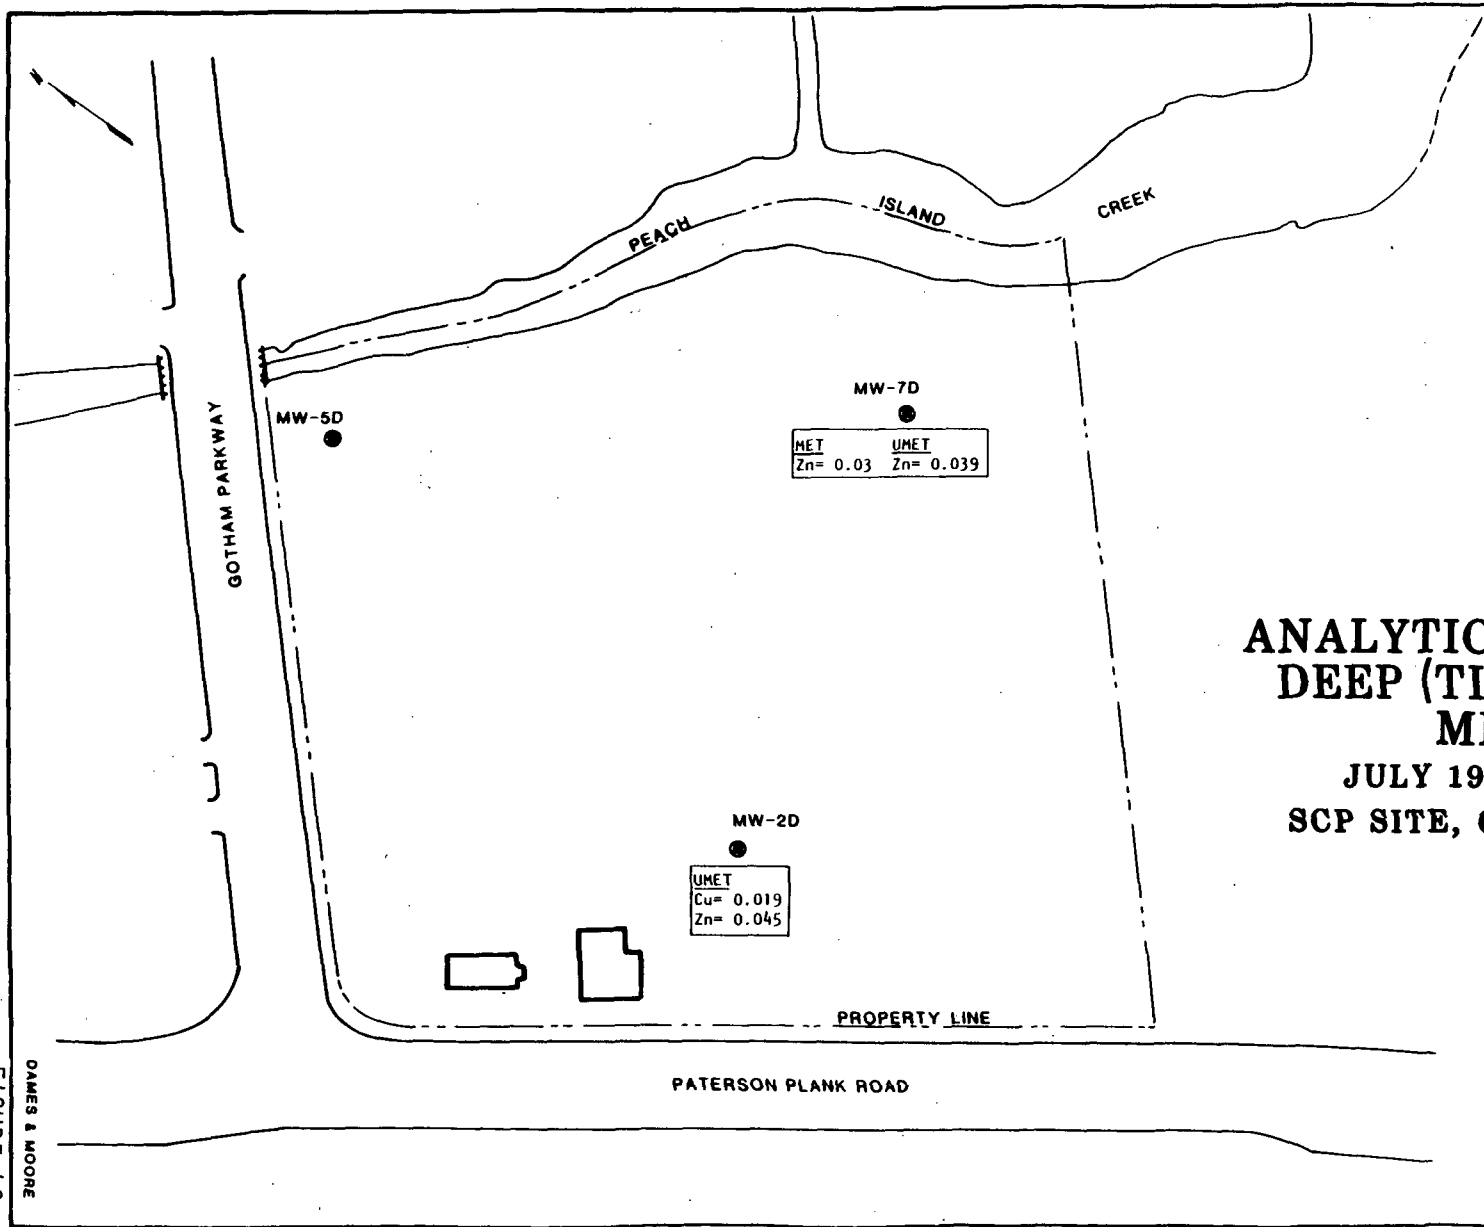 PEACH ISLAND CREEK
GOTHAM PARKWAY
MW-5D
MW-7D
MET UMET
Zn= 0.03 Zn= 0.039
ANALYTIC
DEEP (TI
M
JULY 19
SCP SITE,
MW-2D
UMET
Cu= 0.019
Zn= 0.045
PROPERTY LINE
PATERSON PLANK ROAD
DAMES & MOORE